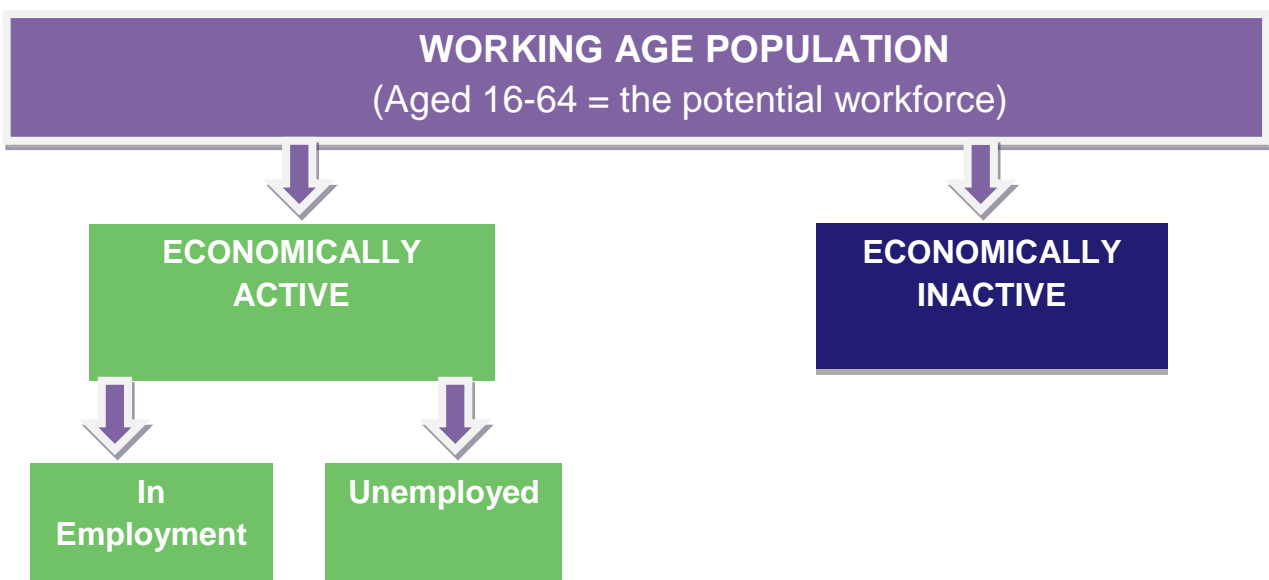 WORKING AGE POPULATION
(Aged 16-64 = the potential workforce)
ECONOMICALLY
ACTIVE
ECONOMICALLY
INACTIVE
In
Employment
Unemployed